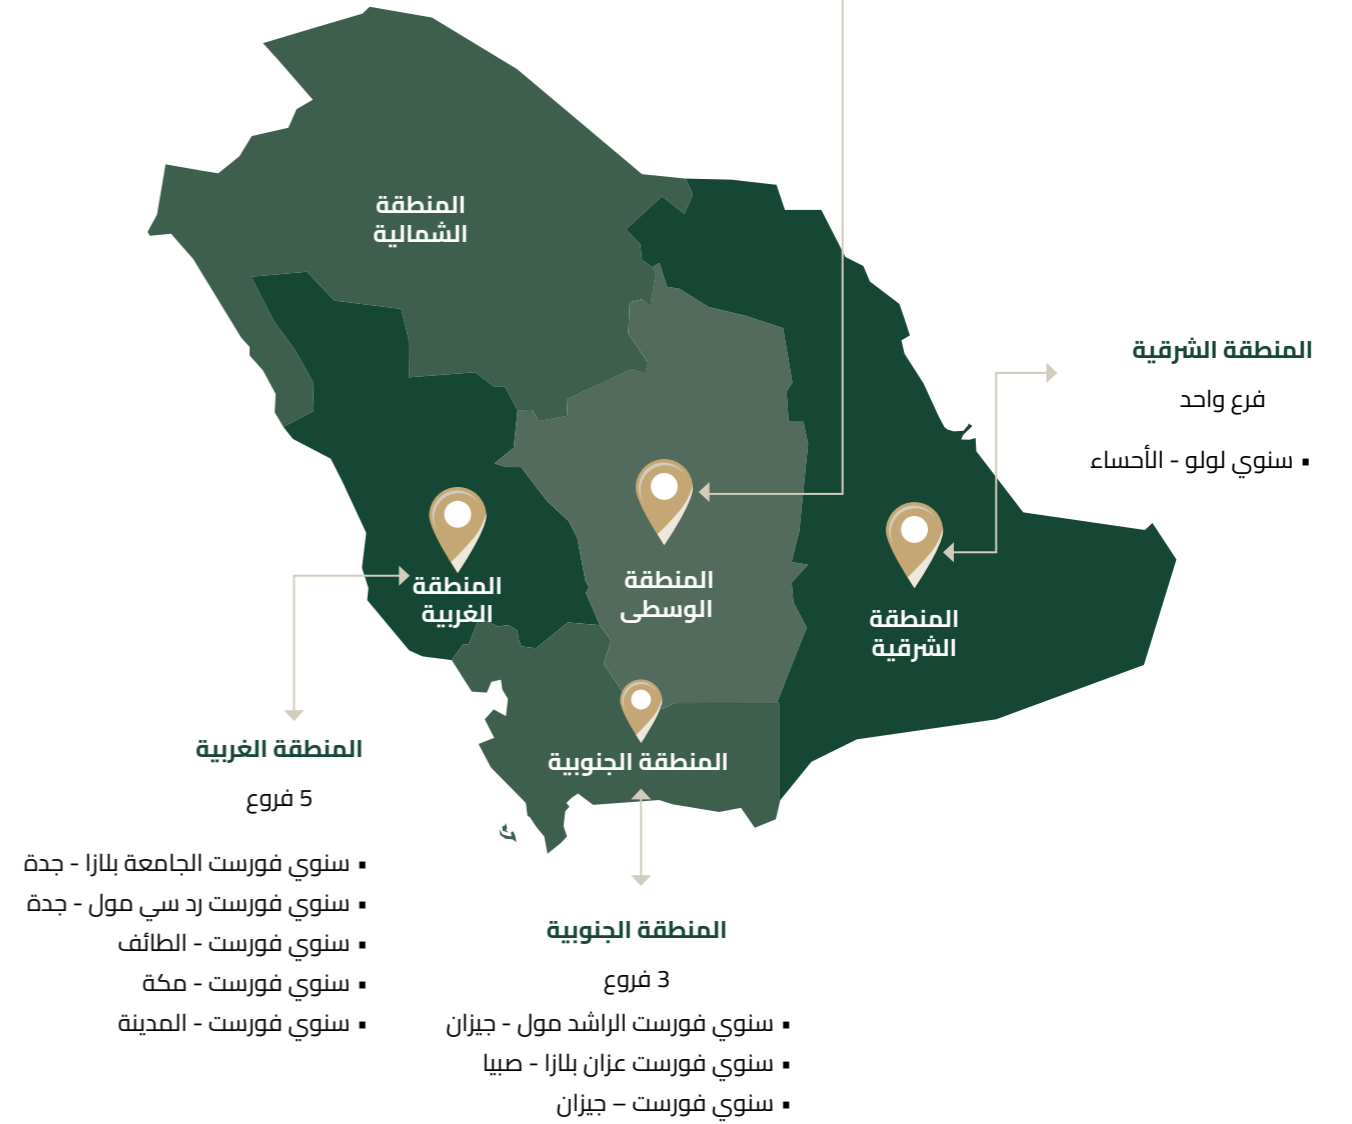 المنطقة
الشمالية
المنطقة الشرقية
فرع واحد
▪ سنوي لولو - الأحساء
المنطقة
الغربية
المنطقة
الوسطى
المنطقة
الشرقية
المنطقة الجنوبية
المنطقة الغربية
5 فروع
▪ سنوي فورست الجامعة بلازا - جدة
▪ سنوي فورست رد سي مول - جدة
▪ سنوي فورست - الطائف
▪ سنوي فورست - مكة
▪ سنوي فورست - المدينة
المنطقة الجنوبية
3 فروع
▪ سنوي فورست الراشد مول - جيزان
▪ سنوي فورست عزان بلازا - صبيا
▪ سنوي فورست – جيزان